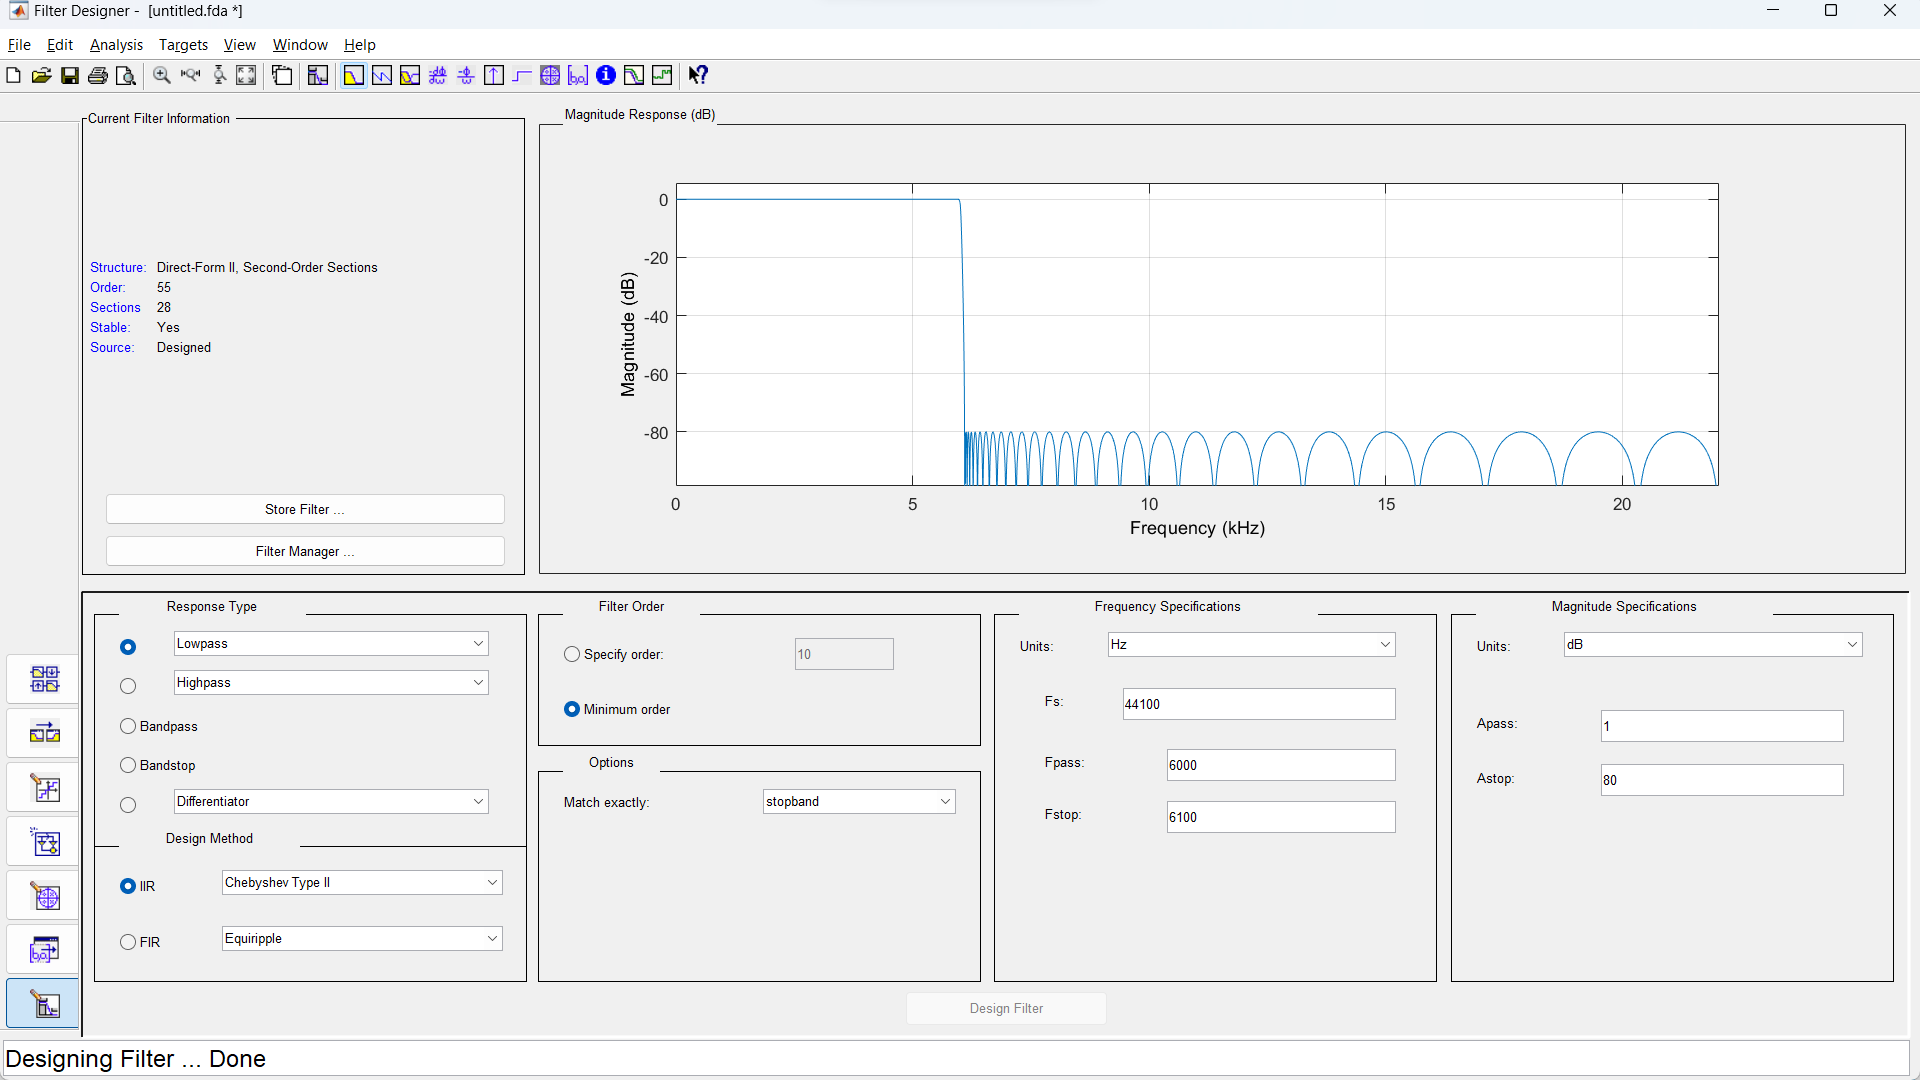 Filter Designer - [untitled.fda *]
File Edit Analysis Targets View Window Help
Current Filter Information
Structure: Direct-Form II, Second-Order Sections
Order: 55
Sections 28
Stable: Yes
Source: Designed
Store Filter ...
Filter Manager ...
Magnitude Response (dB)
0
-20
-40
-60
-80
Magnitude (dB)
0 5 10 15 20
Frequency (kHz)
Response Type
Lowpass
Highpass
Bandpass
Bandstop
Differentiator
Design Method
IIR Chebyshev Type II
FIR Equiripple
Filter Order
Specify order: 10
Minimum order
Options
Match exactly: stopband
Frequency Specifications
Units: Hz
Fs: 44100
Fpass: 6000
Fstop: 6100
Magnitude Specifications
Units: dB
Apass: 1
Astop: 80
Design Filter
Designing Filter ... Done